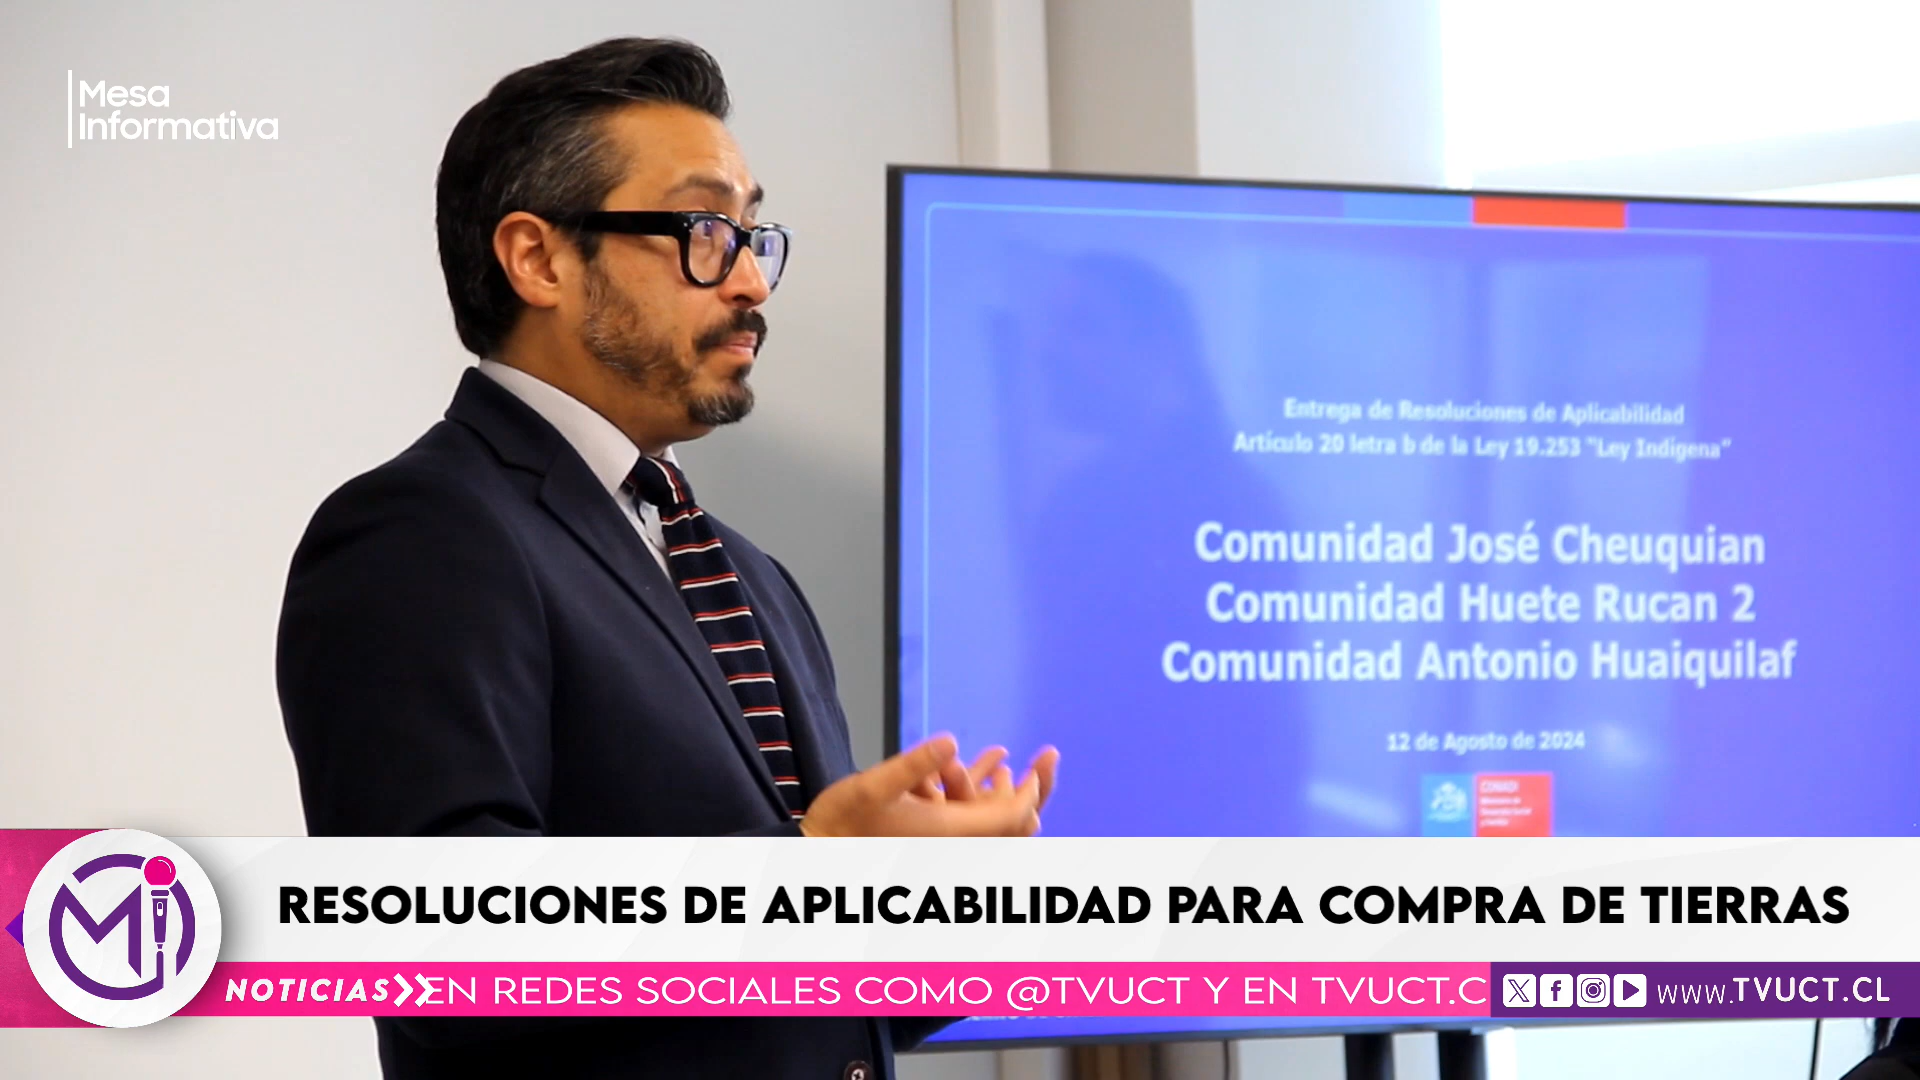 Mesa
Informativa
Entrega de Resoluciones de Aplicabilidad
Artículo 20 letra b de la Ley 19.253 "Ley Indígena"
Comunidad José Cheuquian
Comunidad Huete Rucan 2
Comunidad Antonio Huaiquilaf
12 de Agosto de 2024
CONADI
RESOLUCIONES DE APLICABILIDAD PARA COMPRA DE TIERRAS
NOTICIAS EN REDES SOCIALES COMO @TVUCT Y EN TVUCT.C
WWW.TVUCT.CL